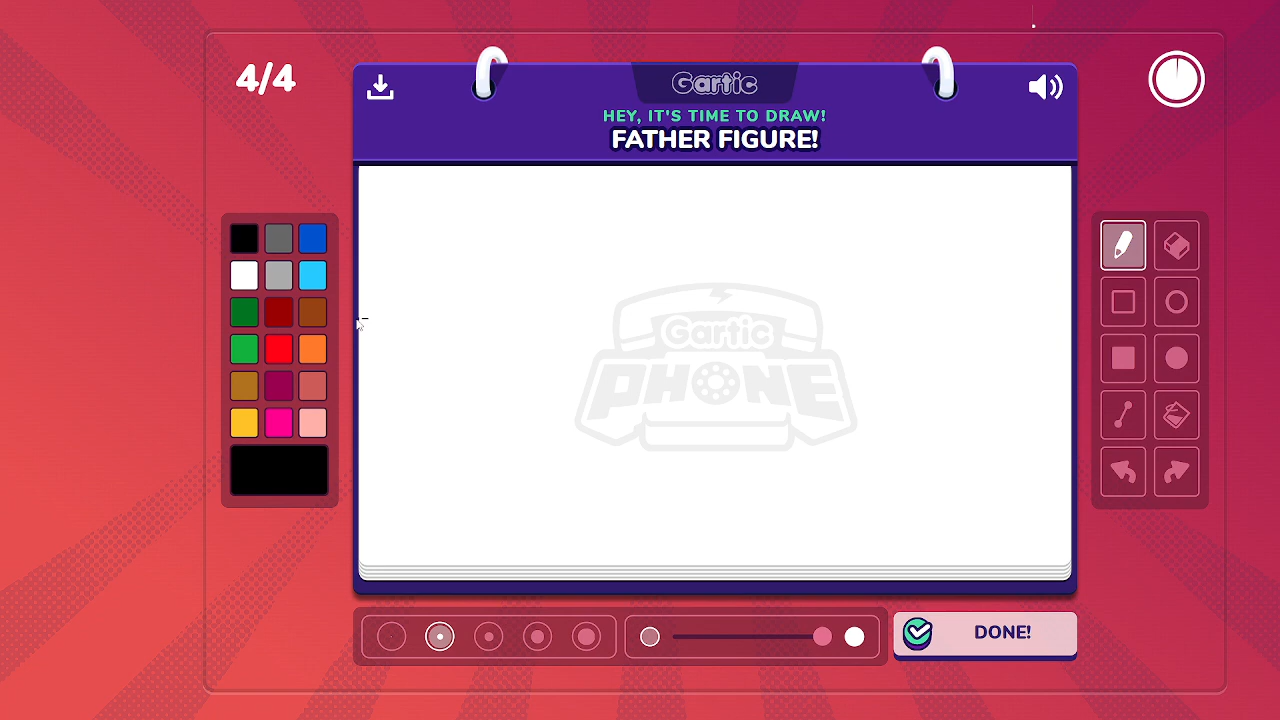 4/4
Gartic
HEY, IT'S TIME TO DRAW!
FATHER FIGURE!
Gartic
PHONE
DONE!